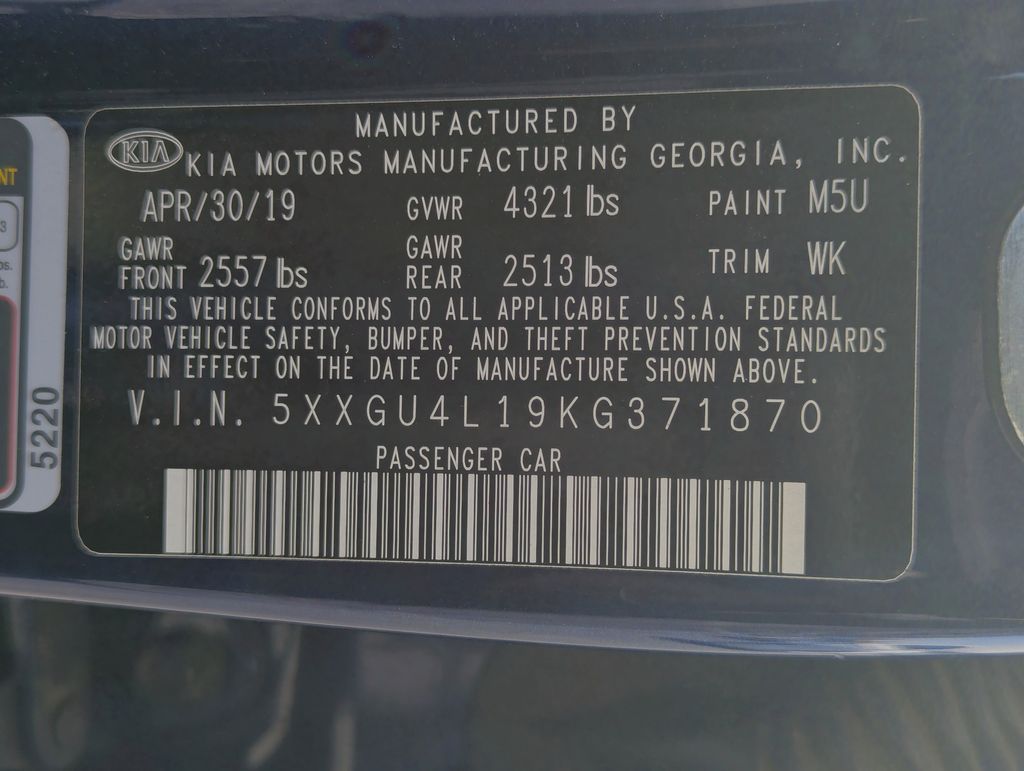 MANUFACTURED BY
KIA KIA MOTORS MANUFACTURING GEORGIA, INC.
APR/30/19 GVWR 4321 lbs PAINT M5U
GAWR FRONT 2557 lbs GAWR REAR 2513 lbs TRIM WK
THIS VEHICLE CONFORMS TO ALL APPLICABLE U.S.A. FEDERAL
MOTOR VEHICLE SAFETY, BUMPER, AND THEFT PREVENTION STANDARDS
IN EFFECT ON THE DATE OF MANUFACTURE SHOWN ABOVE.
V.I.N. 5XXGU4L19KG371870
PASSENGER CAR
NT
3
5220